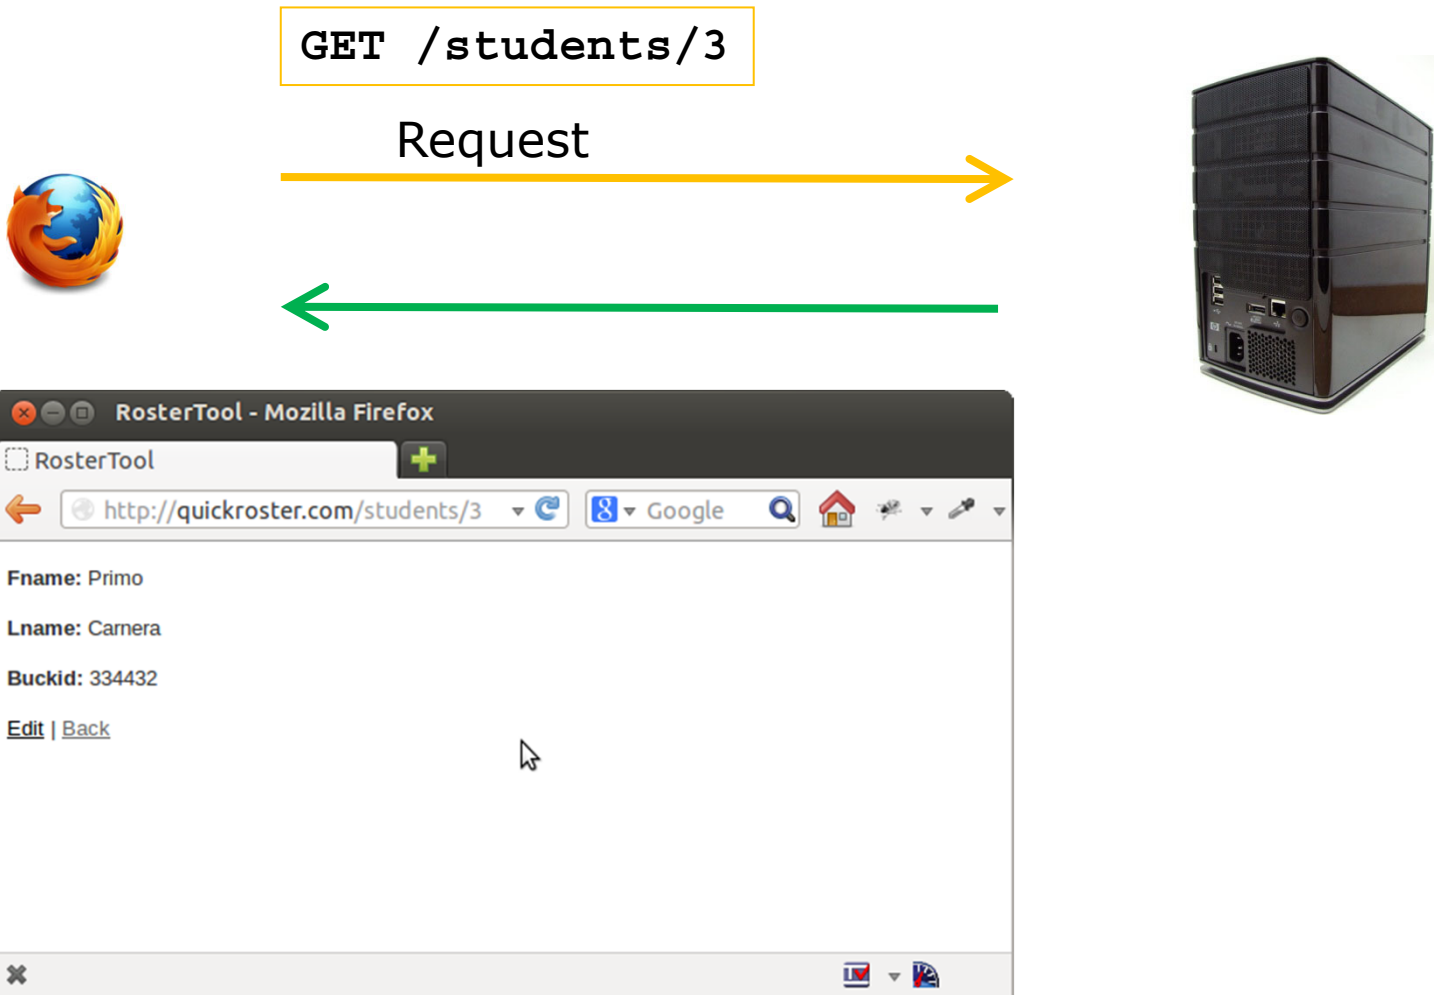 GET /students/3
Request
RosterTool - Mozilla Firefox
RosterTool
http://quickroster.com/students/3
8 Google
Fname: Primo
Lname: Carnera
Buckid: 334432
Edit | Back